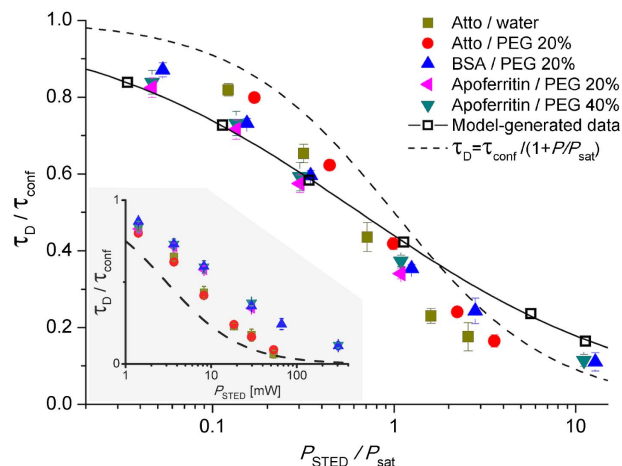 1.0
0.8
0.6
0.4
0.2
0.0
τD / τconf
Atto / water
Atto / PEG 20%
BSA / PEG 20%
Apoferritin / PEG 20%
Apoferritin / PEG 40%
Model-generated data
τD=τconf /(1+P/Psat)
1
0
τD / τconf
1
10
100
PSTED [mW]
0.1
1
10
PSTED / Psat